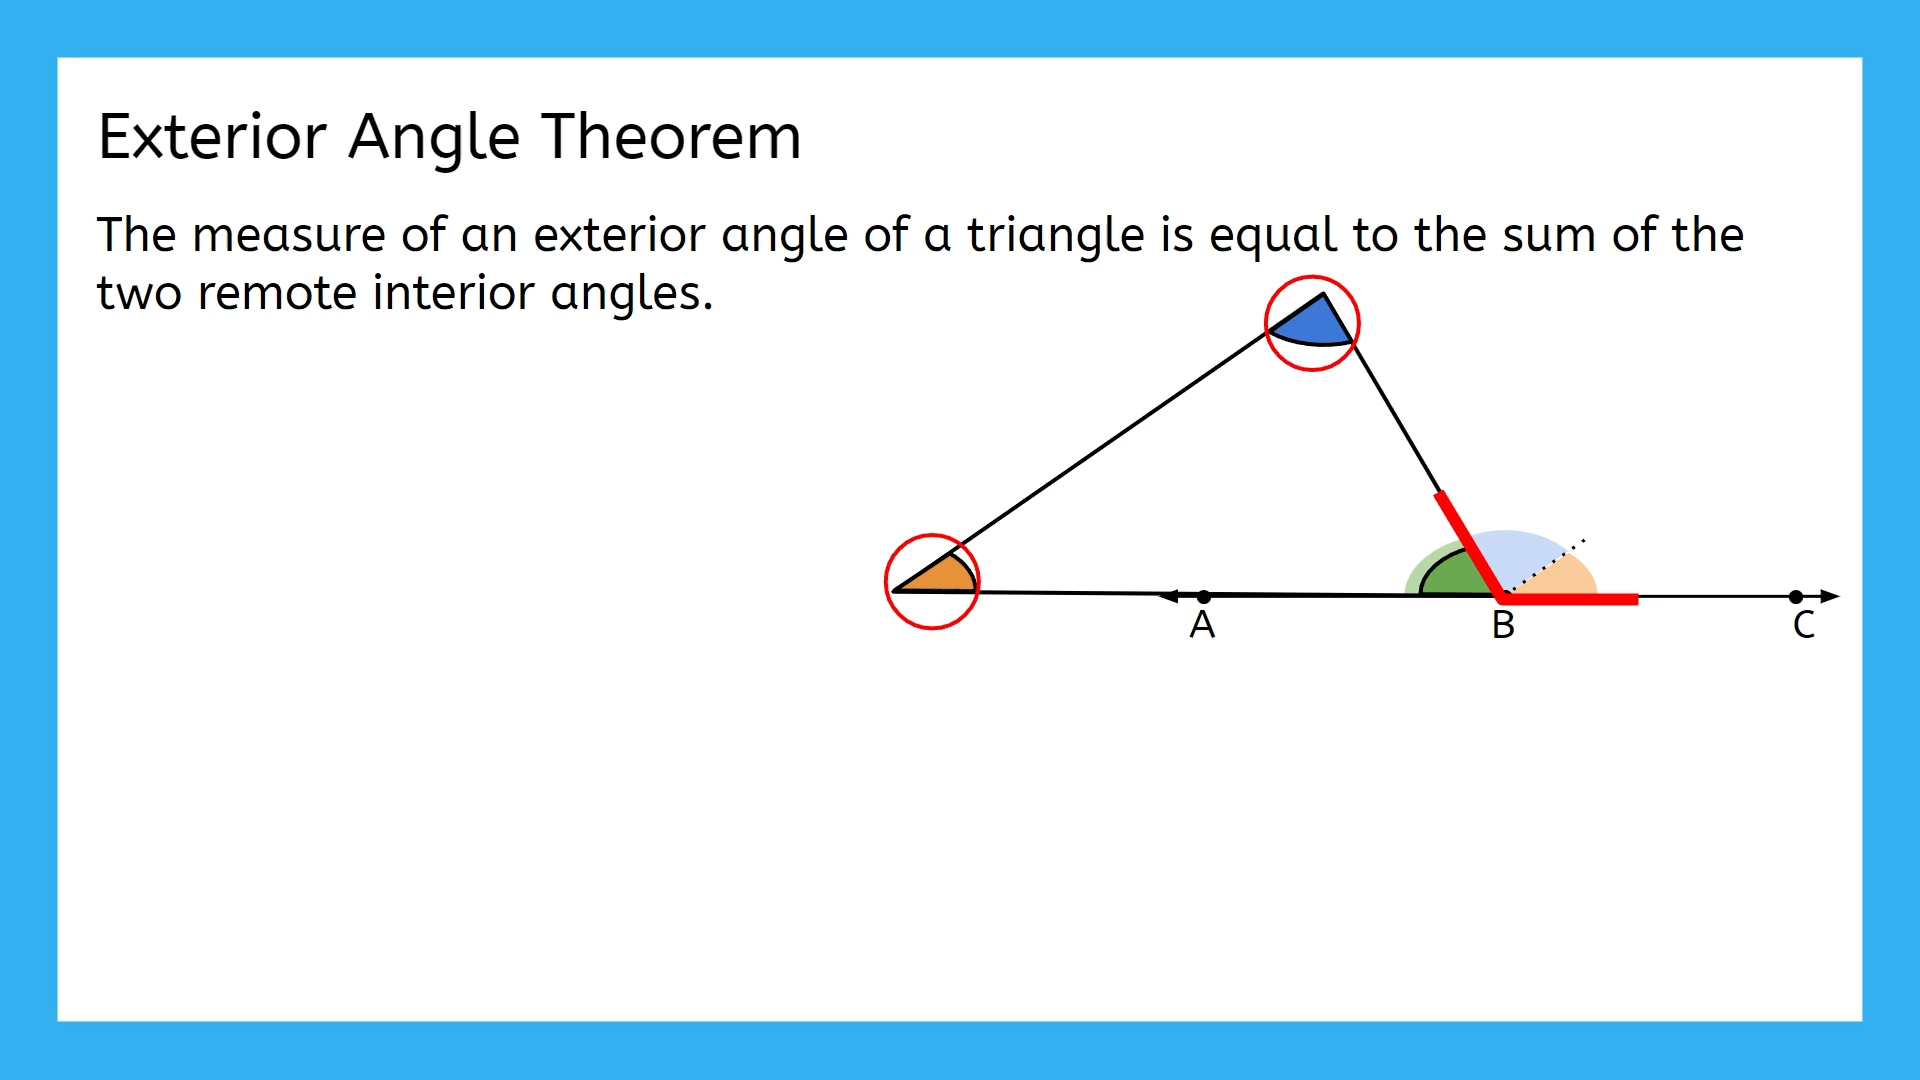 Exterior Angle Theorem
The measure of an exterior angle of a triangle is equal to the sum of the
two remote interior angles.
A B C